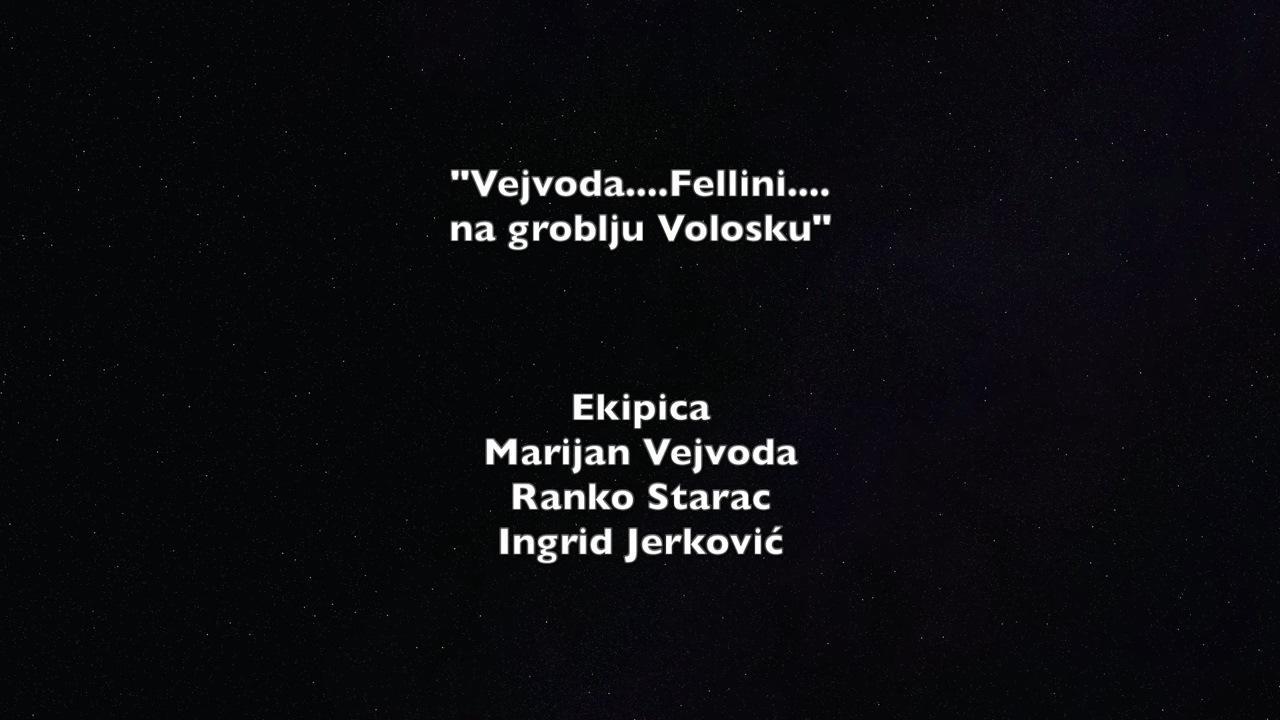 "Vejvoda....Fellini....
na groblju Volosku"
Ekipica
Marijan Vejvoda
Ranko Starac
Ingrid Jerković